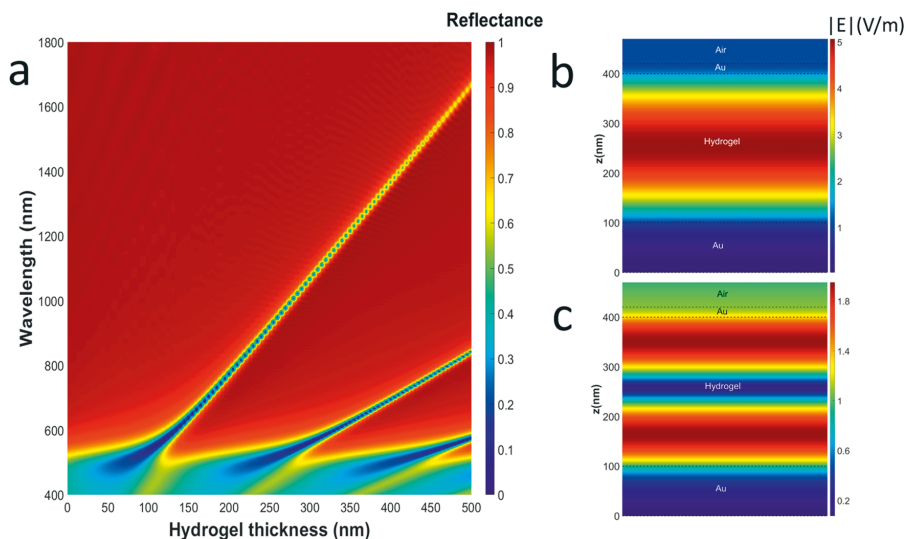 Reflectance
a
1800
1600
1400
1200
1000
800
600
400
Wavelength (nm)
0
50
100
150
200
250
300
350
400
450
500
Hydrogel thickness (nm)
1
0.9
0.8
0.7
0.6
0.5
0.4
0.3
0.2
0.1
0
|E|(V/m)
b
Air
Au
Hydrogel
Au
400
300
200
100
0
z(nm)
5
4
3
2
1
c
Air
Au
Hydrogel
Au
400
300
200
100
0
z(nm)
1.8
1.4
1
0.6
0.2